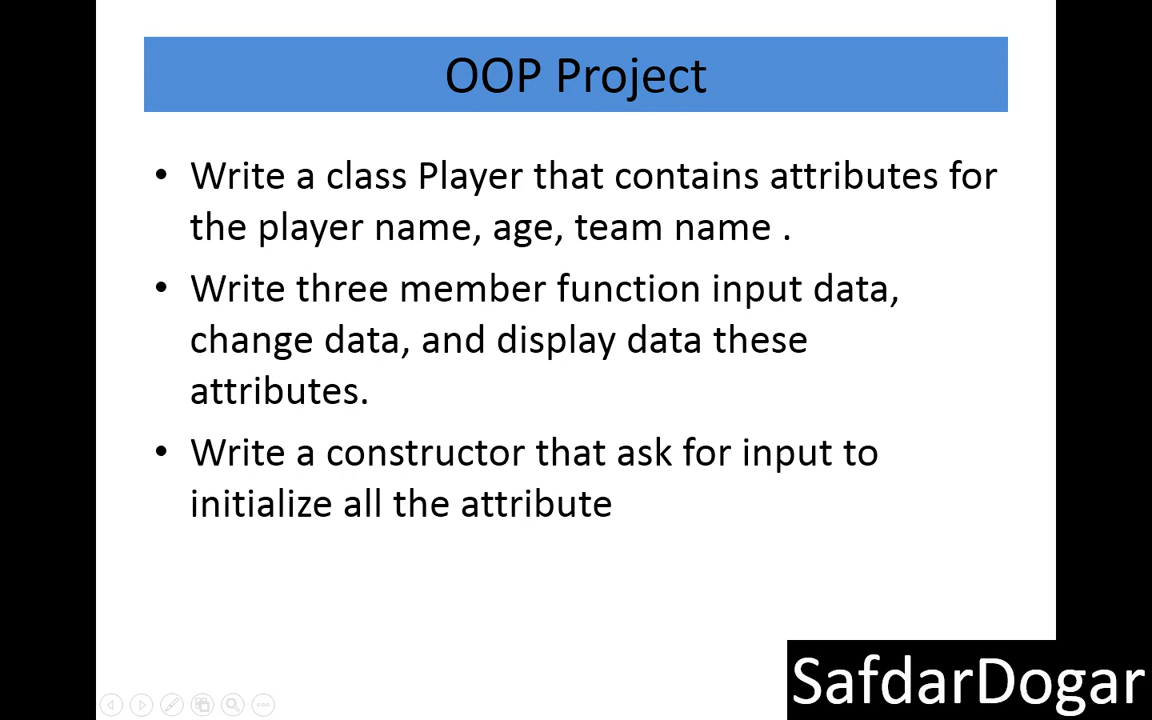 OOP Project
• Write a class Player that contains attributes for
the player name, age, team name .
• Write three member function input data,
change data, and display data these
attributes.
• Write a constructor that ask for input to
initialize all the attribute
SafdarDogar